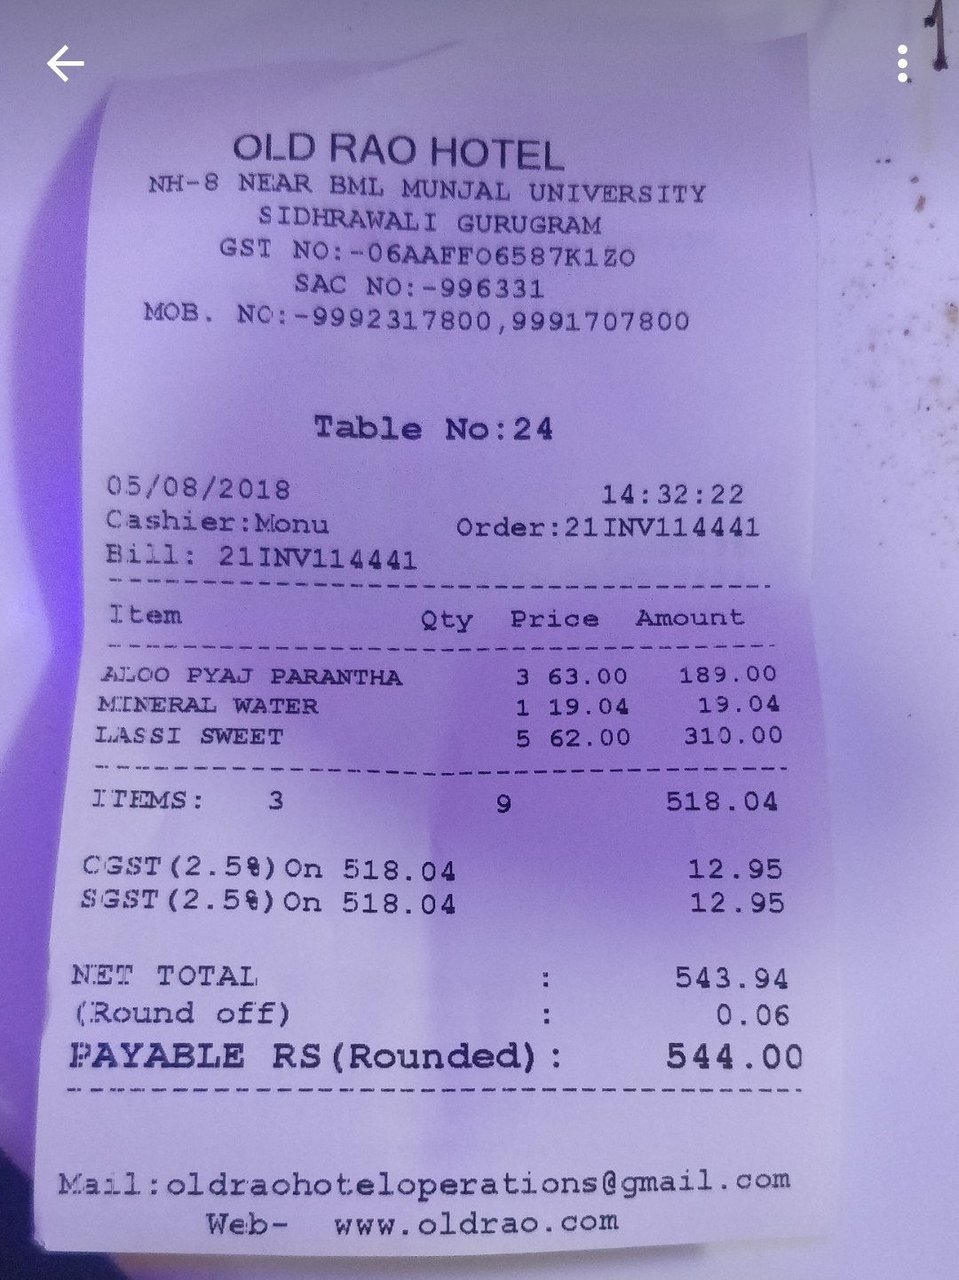 1
OLD RAO HOTEL
NH-8 NEAR BML MUNJAL UNIVERSITY
SIDHRAWALI GURUGRAM
GST NO:-06AAFFO6587K1ZO
SAC NO:-996331
MOB. NO:-9992317800,9991707800
Table No:24
05/08/2018 14:32:22
Cashier:Monu Order:21INV114441
Bill: 21INV114441
Item Qty Price Amount
ALOO PYAJ PARANTHA 3 63.00 189.00
MINERAL WATER 1 19.04 19.04
LASSI SWEET 5 62.00 310.00
ITEMS: 3 9 518.04
CGST(2.5%)On 518.04 12.95
SGST(2.5%)On 518.04 12.95
NET TOTAL : 543.94
(Round off) : 0.06
PAYABLE RS(Rounded): 544.00
Mail:oldraohoteloperations@gmail.com
Web- www.oldrao.com